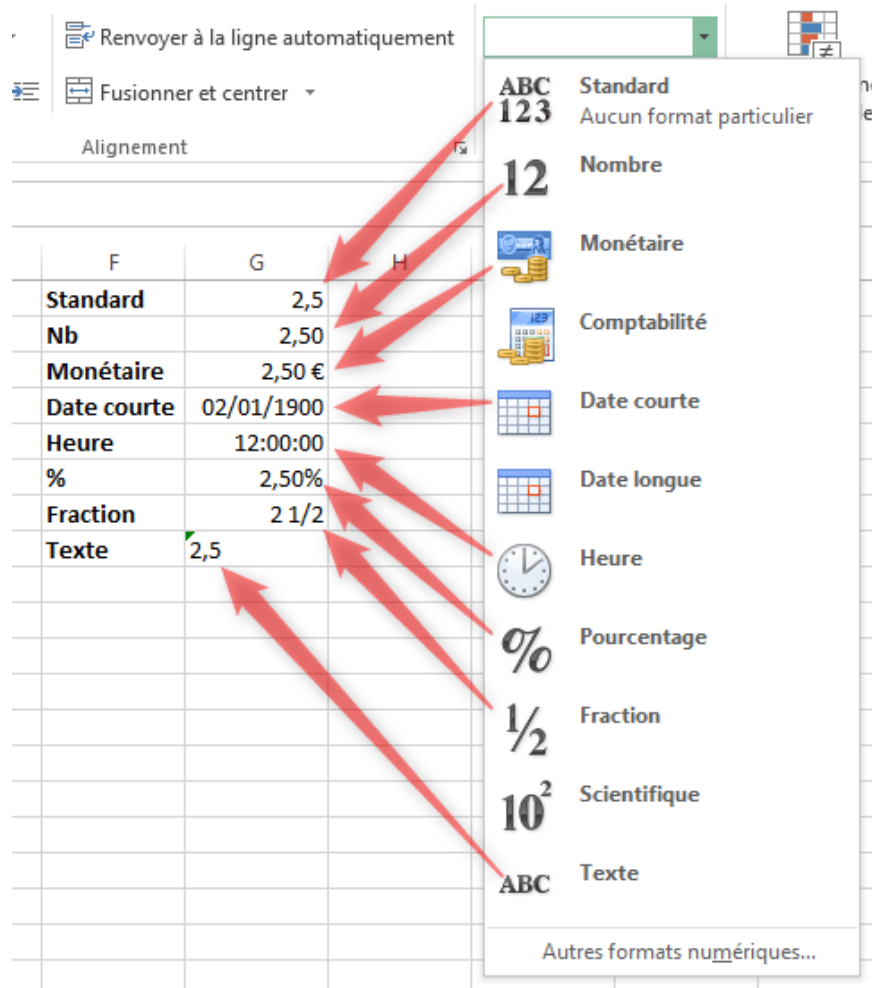 Renvoyer à la ligne automatiquement
Fusionner et centrer
Alignement
F G H
Standard 2,5
Nb 2,50
Monétaire 2,50 €
Date courte 02/01/1900
Heure 12:00:00
% 2,50%
Fraction 2 1/2
Texte 2,5
ABC
123
Standard
Aucun format particulier
12 Nombre
Monétaire
123
Comptabilité
Date courte
Date longue
Heure
% Pourcentage
1/2 Fraction
10² Scientifique
ABC Texte
Autres formats numériques...